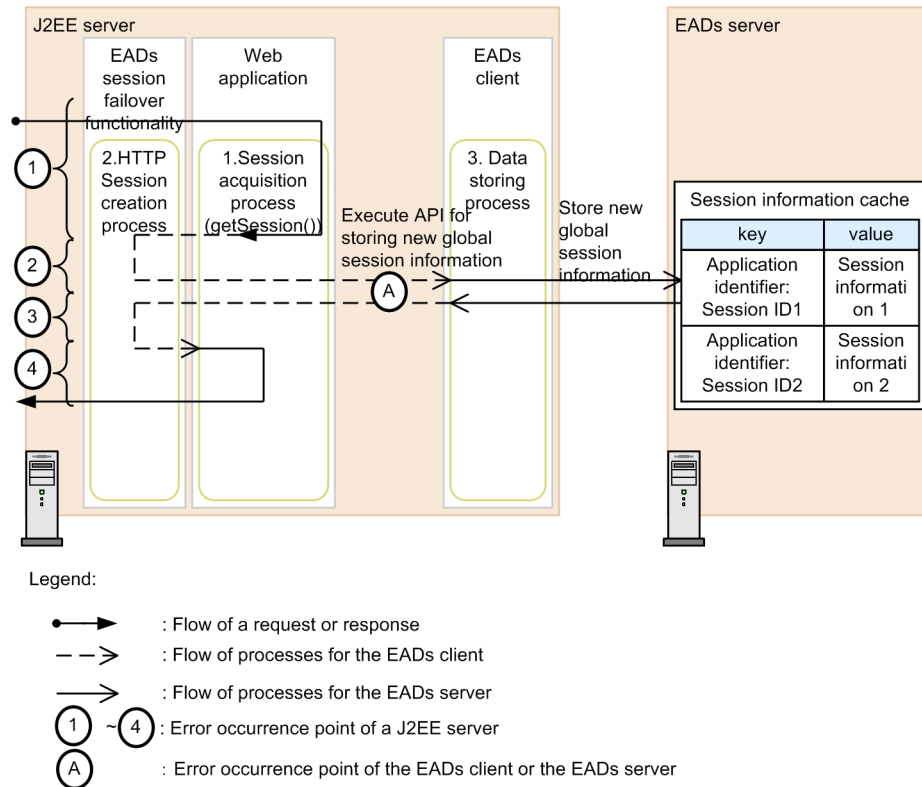 J2EE server
EADs
session
failover
functionality
Web
application
EADs
client
EADs server
1
2
3
4
2.HTTP
Session
creation
process
1.Session
acquisition
process
(getSession())
Execute API for
storing new global
session information
A
3. Data
storing
process
Store new
global
session
information
Session information cache
key value
Application
identifier:
Session ID1
Session
informati
on 1
Application
identifier:
Session ID2
Session
informati
on 2
Legend:
: Flow of a request or response
: Flow of processes for the EADs client
: Flow of processes for the EADs server
1 ~ 4 : Error occurrence point of a J2EE server
A : Error occurrence point of the EADs client or the EADs server